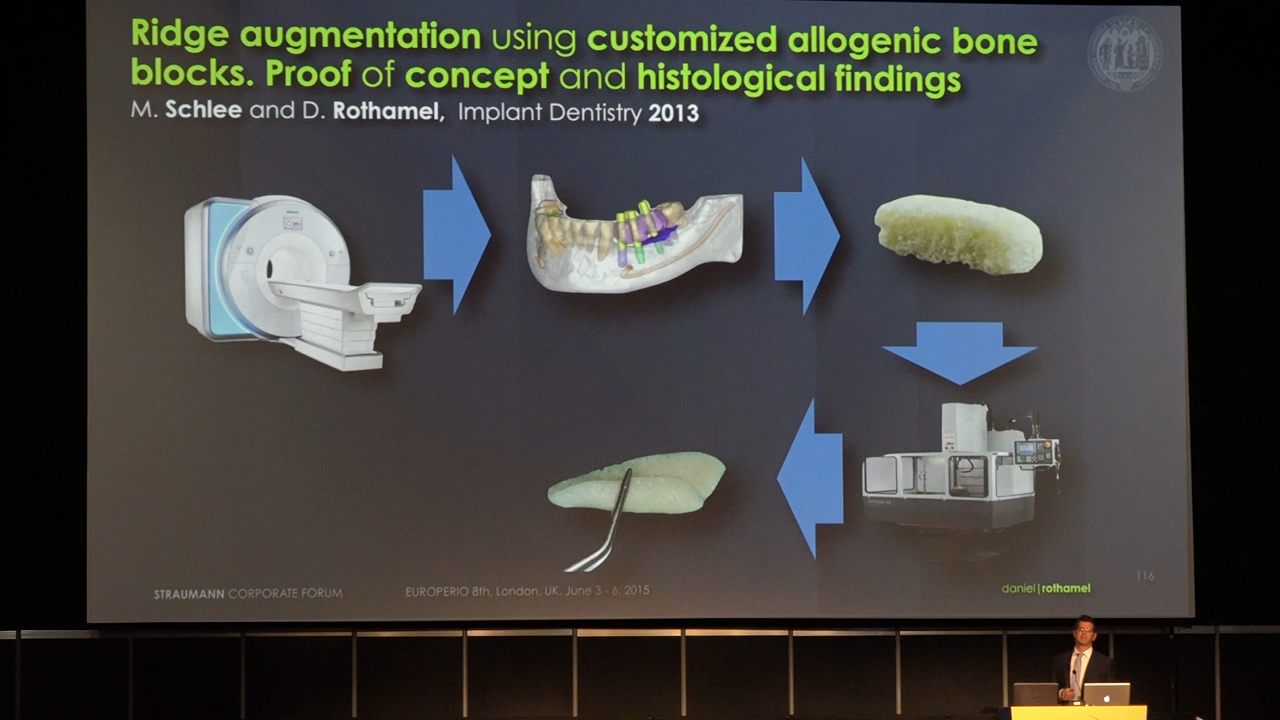 Ridge augmentation using customized allogenic bone
blocks. Proof of concept and histological findings
M. Schlee and D. Rothamel, Implant Dentistry 2013
STRAUMANN CORPORATE FORUM
EUROPERIO 8th, London, UK, June 3 - 6, 2015
daniel|rothamel
116